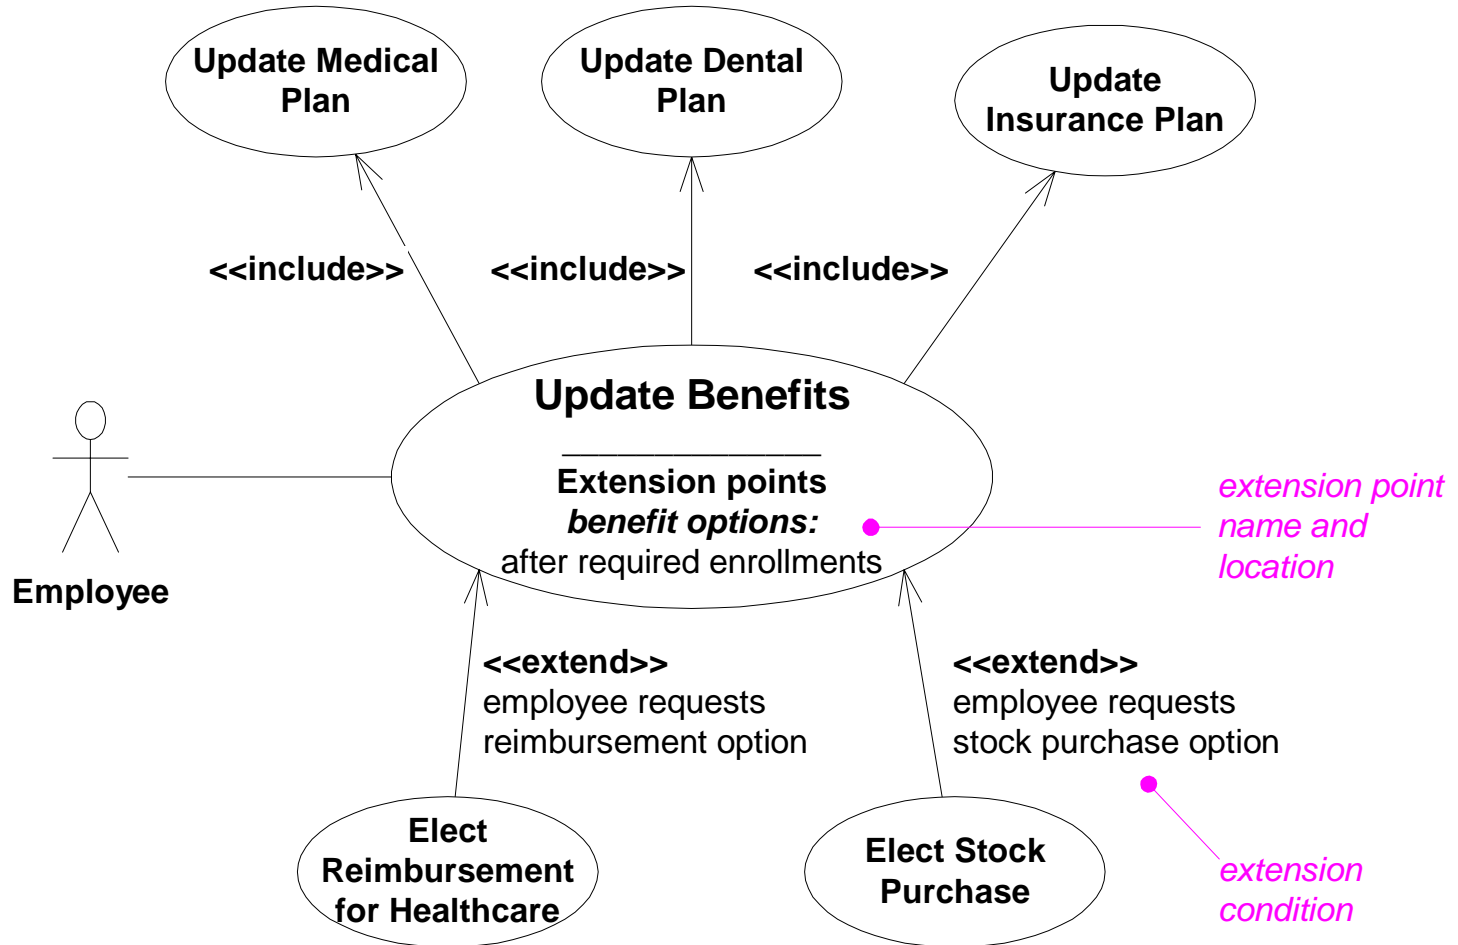 Update Medical
Plan
Update Dental
Plan
Update
Insurance Plan
<<include>>
<<include>>
<<include>>
Update Benefits
Extension points
benefit options:
after required enrollments
extension point
name and
location
Employee
<<extend>>
employee requests
reimbursement option
<<extend>>
employee requests
stock purchase option
Elect
Reimbursement
for Healthcare
Elect Stock
Purchase
extension
condition